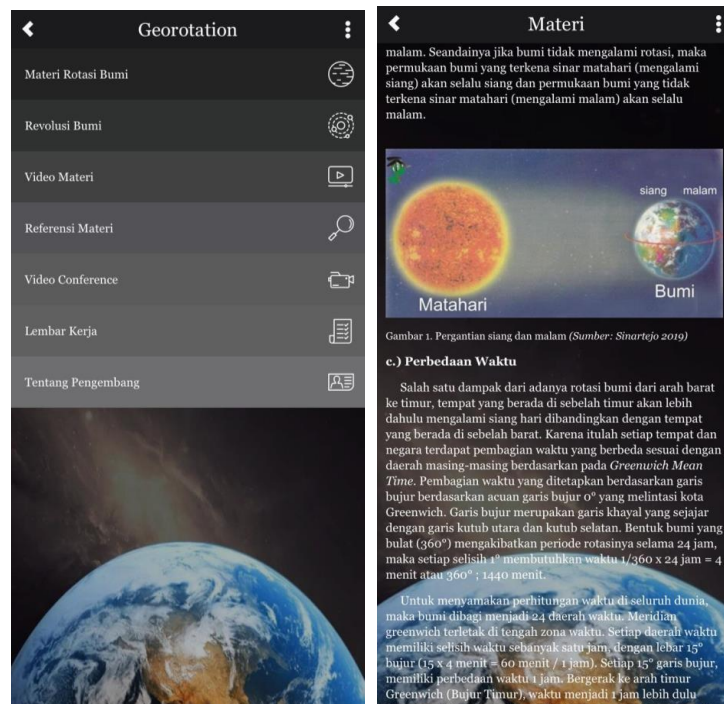 Georotation
Materi Rotasi Bumi
Revolusi Bumi
Video Materi
Referensi Materi
Video Conference
Lembar Kerja
Tentang Pengembang
Materi
malam. Seandainya jika bumi tidak mengalami rotasi, maka
permukaan bumi yang terkena sinar matahari (mengalami
siang) akan selalu siang dan permukaan bumi yang tidak
terkena sinar matahari (mengalami malam) akan selalu
malam.
siang malam
Bumi
Matahari
Gambar 1. Pergantian siang dan malam (Sumber: Sinartejo 2019)
c.) Perbedaan Waktu
Salah satu dampak dari adanya rotasi bumi dari arah barat
ke timur, tempat yang berada di sebelah timur akan lebih
dahulu mengalami siang hari dibandingkan dengan tempat
yang berada di sebelah barat. Karena itulah setiap tempat dan
negara terdapat pembagian waktu yang berbeda sesuai dengan
daerah masing-masing berdasarkan pada Greenwich Mean
Time. Pembagian waktu yang ditetapkan berdasarkan garis
bujur berdasarkan acuan garis bujur 0° yang melintasi kota
Greenwich. Garis bujur merupakan garis khayal yang sejajar
dengan garis kutub utara dan kutub selatan. Bentuk bumi yang
bulat (360°) mengakibatkan periode rotasinya selama 24 jam,
maka setiap selisih 1° membutuhkan waktu 1/360 x 24 jam = 4
menit atau 360° ; 1440 menit.
Untuk menyamakan perhitungan waktu di seluruh dunia,
maka bumi dibagi menjadi 24 daerah waktu. Meridian
greenwich terletak di tengah zona waktu. Setiap daerah waktu
memiliki selisih waktu sebanyak satu jam, dengan lebar 15°
bujur (15 x 4 menit = 60 menit / 1 jam). Setiap 15° garis bujur,
memiliki perbedaan waktu 1 jam. Bergerak ke arah timur
Greenwich (Bujur Timur), waktu menjadi 1 jam lebih dulu